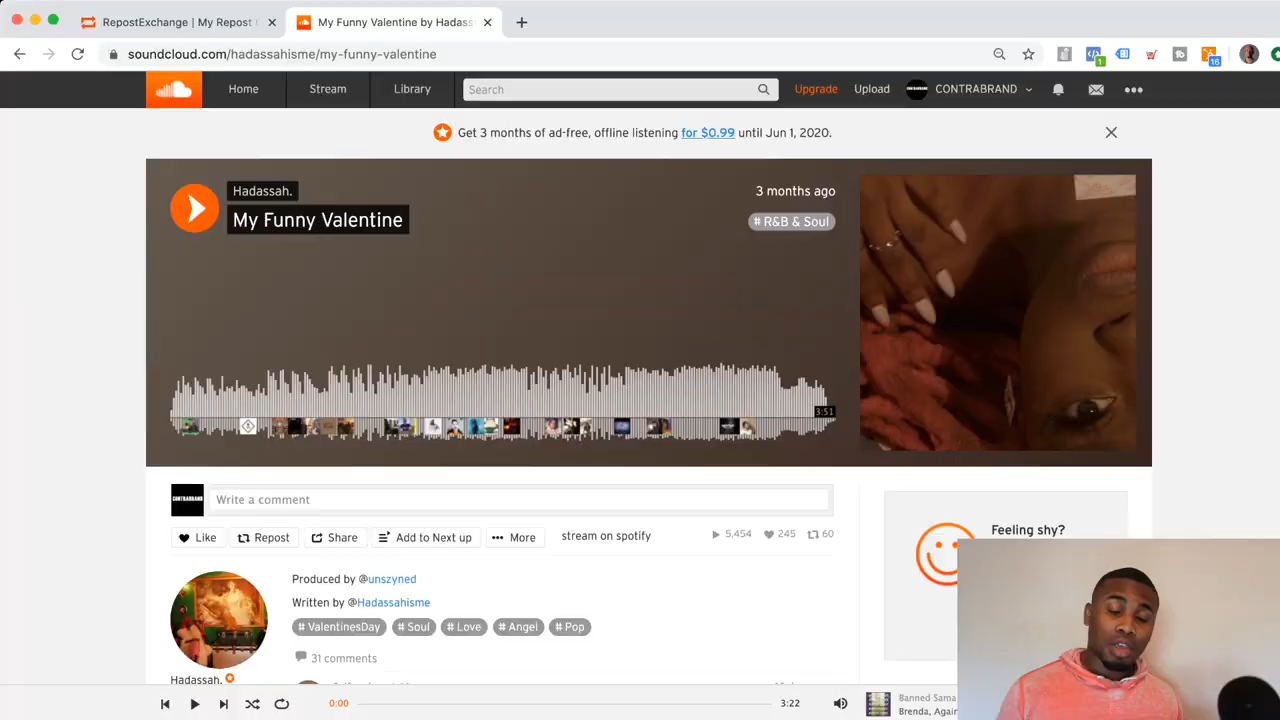 RepostExchange | My Repost
My Funny Valentine by Hadass
soundcloud.com/hadassahisme/my-funny-valentine
1
16
Home
Stream
Library
Search
Upgrade
Upload
CONTRABRAND
Get 3 months of ad-free, offline listening for $0.99 until Jun 1, 2020.
Hadassah.
My Funny Valentine
3 months ago
# R&B & Soul
3:51
CONTRABRAND
Write a comment
Like
Repost
Share
Add to Next up
More
stream on spotify
5,454
245
60
Feeling shy?
Produced by @unszyned
Written by @Hadassahisme
# ValentinesDay
# Soul
# Love
# Angel
# Pop
31 comments
Hadassah.
0:00
3:22
Banned Sama
Brenda, Again